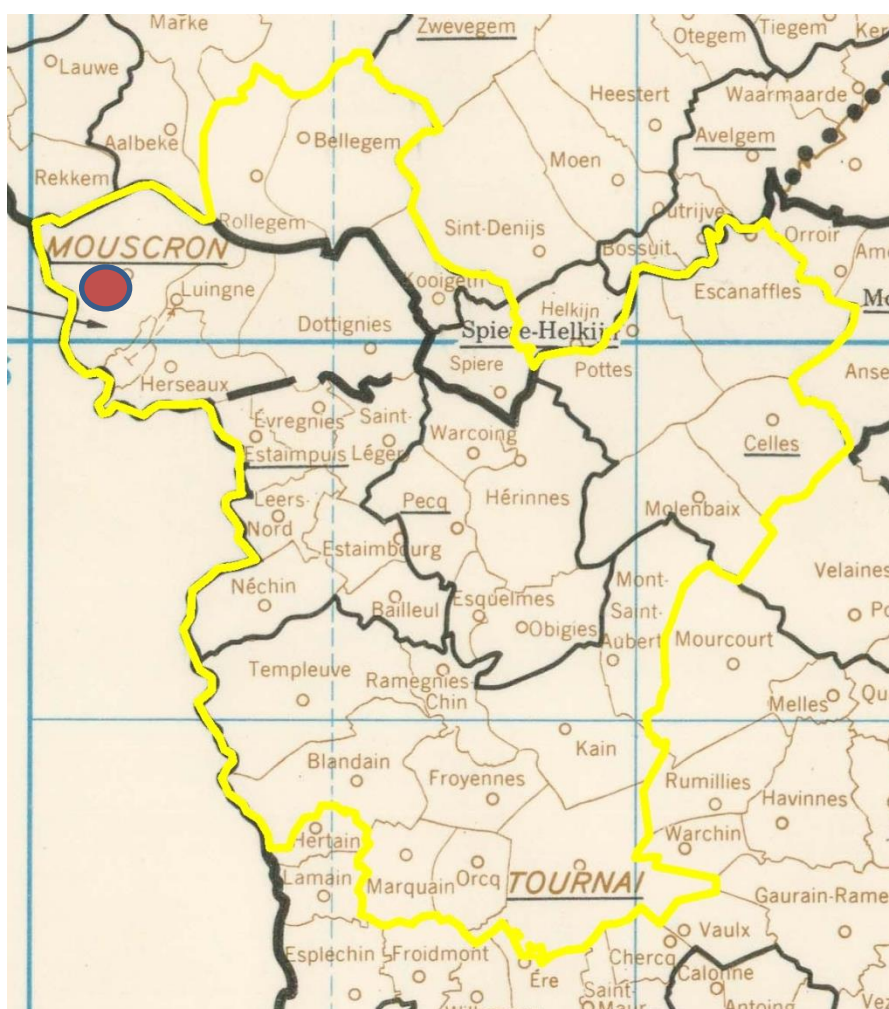 Marke
Zwevegem
Otegem
Tiegem
Lauwe
Heestert
Waarmaarde
Aalbeke
Bellegem
Avelgem
Moen
Rekkem
Rollegem
Outrijve
Sint-Denijs
Orroir
MOUSCRON
Bossuit
Kooigem
Luingne
Helkijn
Escanaffles
Dottignies
Spiere-Helkijn
Spiere
Pottes
Herseaux
Évregnies
Saint-
Léger
Warcoing
Estaimpuis
Celles
Pecq
Hérinnes
Leers-
Nord
Molenbaix
Estaimbourg
Velaines
Néchin
Mont-
Saint-
Aubert
Bailleul
Esquelmes
Obigies
Mourcourt
Templeuve
Ramegnies-
Chin
Melles
Kain
Blandain
Froyennes
Rumillies
Havinnes
Hertain
Warchin
Lamain
Marquain
Orcq
TOURNAI
Gaurain-Rame
Vaulx
Esplechin
Froidmont
Chercq
Ère
Calonne
Saint-
Maur
Antoing